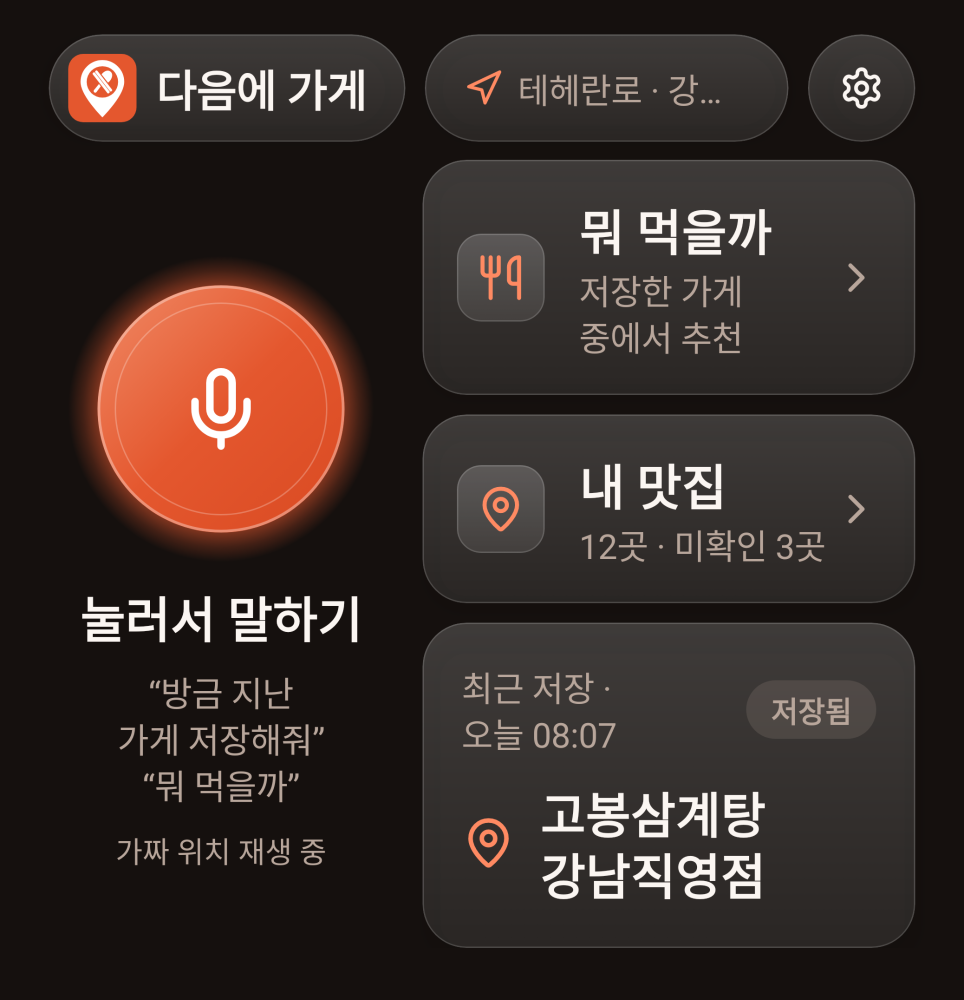 다음에 가게
테헤란로 · 강...
뭐 먹을까
저장한 가게
중에서 추천
내 맛집
12곳 · 미확인 3곳
눌러서 말하기
“방금 지난
가게 저장해줘”
“뭐 먹을까”
가짜 위치 재생 중
최근 저장 ·
오늘 08:07
저장됨
고봉삼계탕
강남직영점